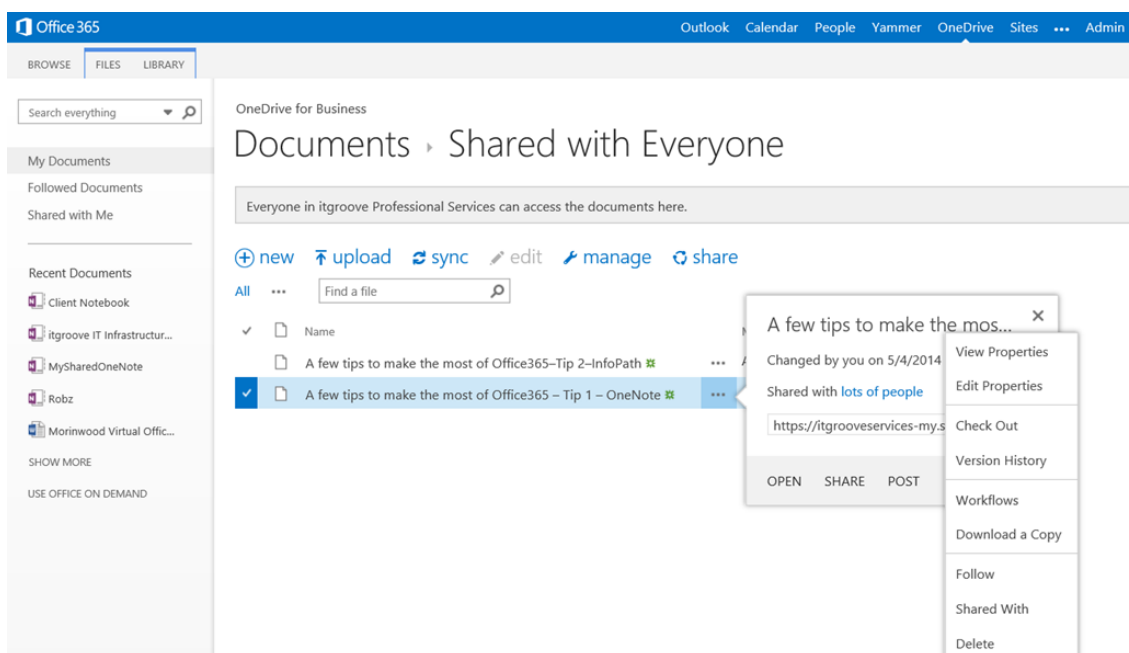 Office 365
Outlook Calendar People Yammer OneDrive Sites ••• Admin
BROWSE FILES LIBRARY
Search everything
My Documents
Followed Documents
Shared with Me
Recent Documents
Client Notebook
itgroove IT Infrastructur...
MySharedOneNote
Robz
Morinwood Virtual Offic...
SHOW MORE
USE OFFICE ON DEMAND
OneDrive for Business
Documents › Shared with Everyone
Everyone in itgroove Professional Services can access the documents here.
new upload sync edit manage share
All ••• Find a file
Name
A few tips to make the most of Office365–Tip 2–InfoPath •••
A few tips to make the most of Office365 – Tip 1 – OneNote •••
A few tips to make the mos...
Changed by you on 5/4/2014
Shared with lots of people
https://itgrooveservices-my.s
OPEN SHARE POST
View Properties
Edit Properties
Check Out
Version History
Workflows
Download a Copy
Follow
Shared With
Delete